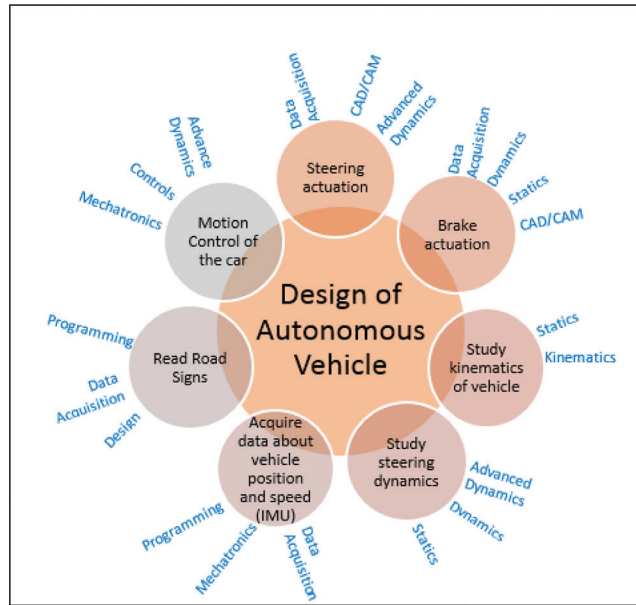 Design of
Autonomous
Vehicle
Steering
actuation
Data
Acquisition
CAD/CAM
Advanced Dynamics
Brake
actuation
Data
Acquisition
Dynamics
Statics
CAD/CAM
Study
kinematics
of vehicle
Statics
Kinematics
Study
steering
dynamics
Advanced
Dynamics
Dynamics
Statics
Acquire
data about
vehicle
position
and speed
(IMU)
Data
Acquisition
Mechatronics
Programming
Read Road
Signs
Design
Data
Acquisition
Programming
Motion
Control of
the car
Mechatronics
Controls
Advance
Dynamics